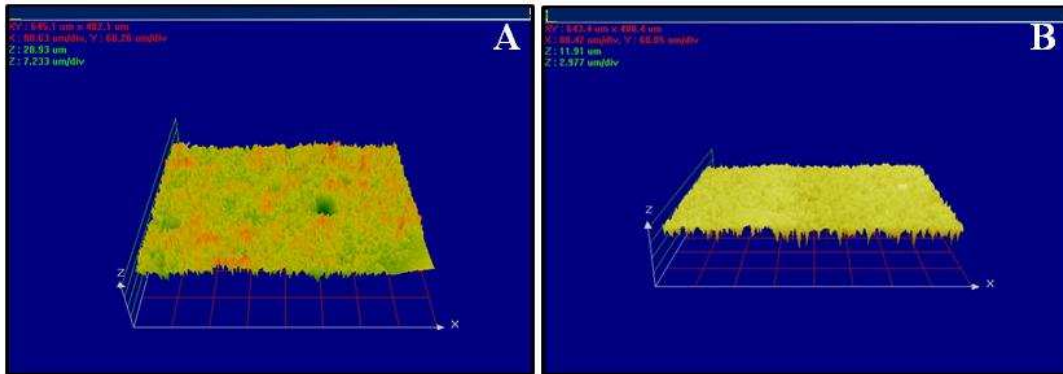 A
XY : 645.1 um x 482.1 um
X : 80.63 um/div, Y : 60.26 um/div
Z : 28.93 um
Z : 7.233 um/div
Z
X
B
Z : 11.91 um
Z : 2.977 um/div
Z
X